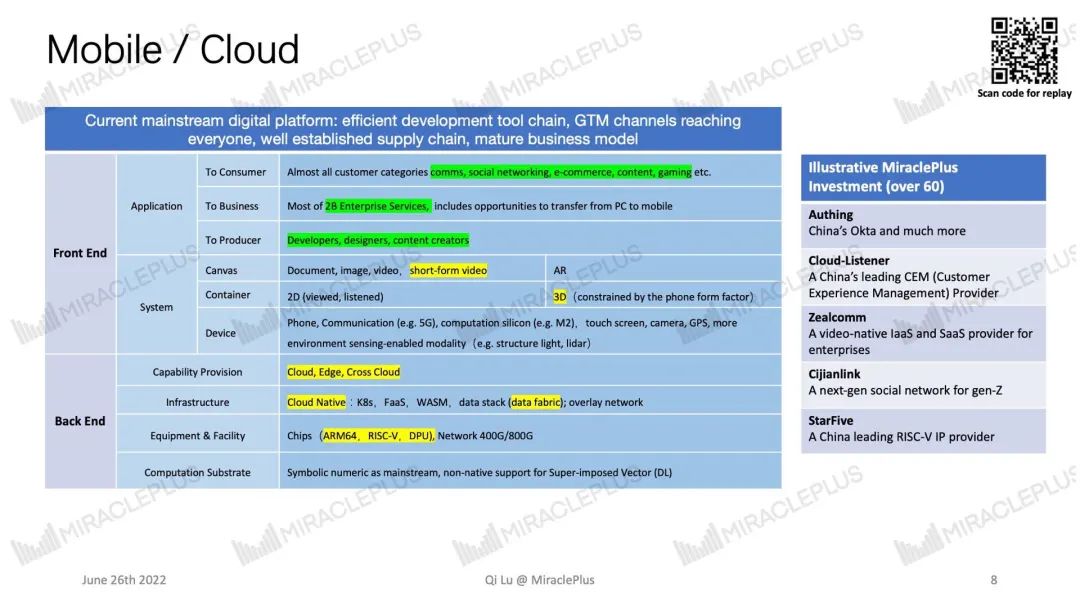 Mobile / Cloud
Scan code for replay
Current mainstream digital platform: efficient development tool chain, GTM channels reaching
everyone, well established supply chain, mature business model
Front End
Application
To Consumer
Almost all customer categories comms, social networking, e-commerce, content, gaming etc.
To Business
Most of 2B Enterprise Services, includes opportunities to transfer from PC to mobile
To Producer
Developers, designers, content creators
System
Canvas
Document, image, video, short-form video
AR
Container
2D (viewed, listened)
3D（constrained by the phone form factor）
Device
Phone, Communication (e.g. 5G), computation silicon (e.g. M2)，touch screen, camera, GPS, more
environment sensing-enabled modality（e.g. structure light, lidar）
Back End
Capability Provision
Cloud, Edge, Cross Cloud
Infrastructure
Cloud Native：K8s，FaaS，WASM，data stack (data fabric); overlay network
Equipment & Facility
Chips（ARM64，RISC-V，DPU), Network 400G/800G
Computation Substrate
Symbolic numeric as mainstream, non-native support for Super-imposed Vector (DL)
Illustrative MiraclePlus
Investment (over 60)
Authing
China’s Okta and much more
Cloud-Listener
A China’s leading CEM (Customer
Experience Management) Provider
Zealcomm
A video-native IaaS and SaaS provider for
enterprises
Cijianlink
A next-gen social network for gen-Z
StarFive
A China leading RISC-V IP provider
MIRACLEPLUS
June 26th 2022
Qi Lu @ MiraclePlus
8